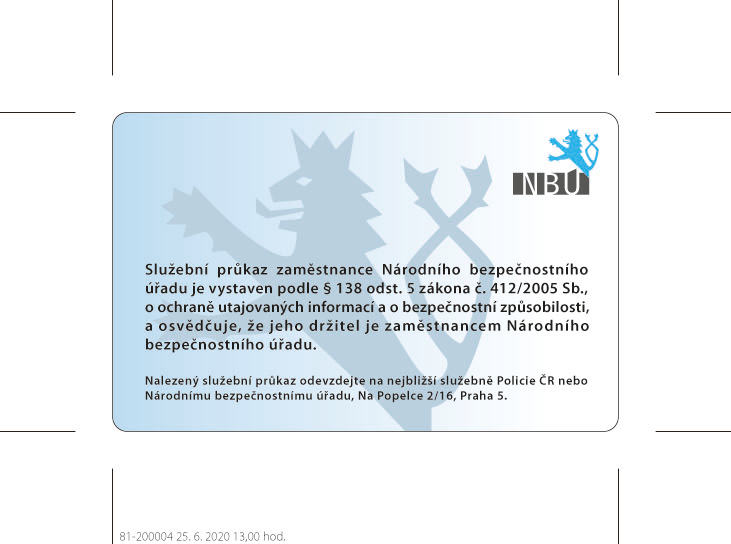 NBÚ
Služební průkaz zaměstnance Národního bezpečnostního
úřadu je vystaven podle § 138 odst. 5 zákona č. 412/2005 Sb.,
o ochraně utajovaných informací a o bezpečnostní způsobilosti,
a osvědčuje, že jeho držitel je zaměstnancem Národního
bezpečnostního úřadu.
Nalezený služební průkaz odevzdejte na nejbližší služebně Policie ČR nebo
Národnímu bezpečnostnímu úřadu, Na Popelce 2/16, Praha 5.
81-200004 25. 6. 2020 13,00 hod.